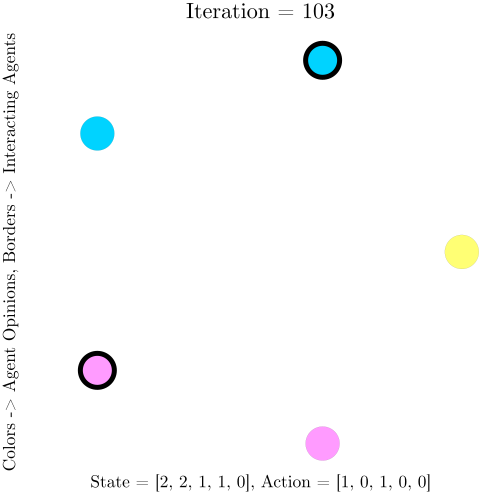 Iteration = 103
Colors -> Agent Opinions, Borders -> Interacting Agents
State = [2, 2, 1, 1, 0], Action = [1, 0, 1, 0, 0]